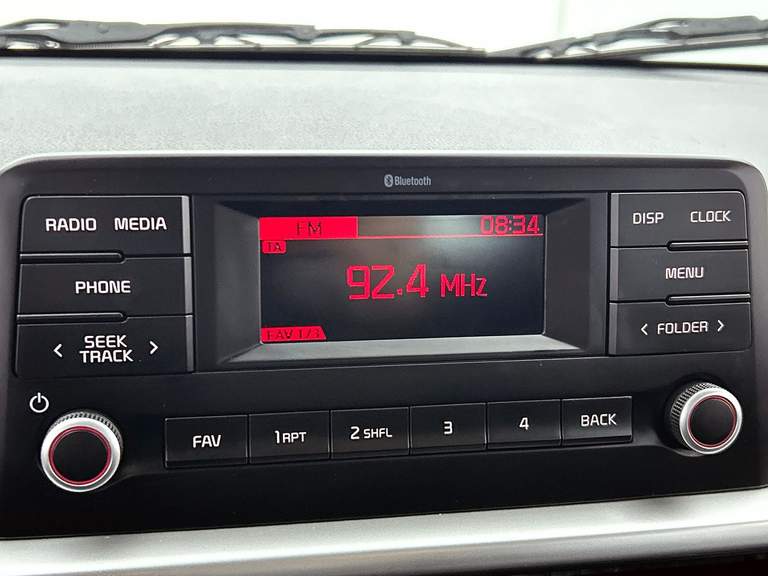 Bluetooth
RADIO MEDIA
PHONE
< SEEK TRACK >
FM 08:34
TA
92.4 MHz
FAV 1/3
DISP CLOCK
MENU
< FOLDER >
FAV 1 RPT 2 SHFL 3 4 BACK